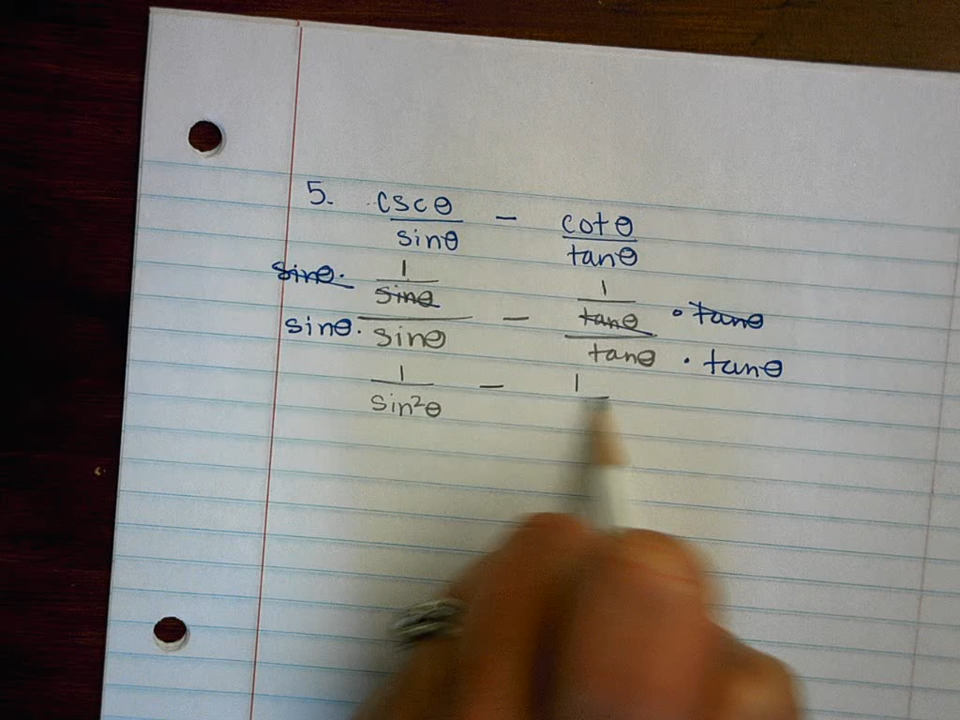 5. cscθ/sinθ - cotθ/tanθ
sinθ· 1/sinθ - 1/tanθ · tanθ
sinθ· sinθ tanθ · tanθ
1/sin²θ - 1